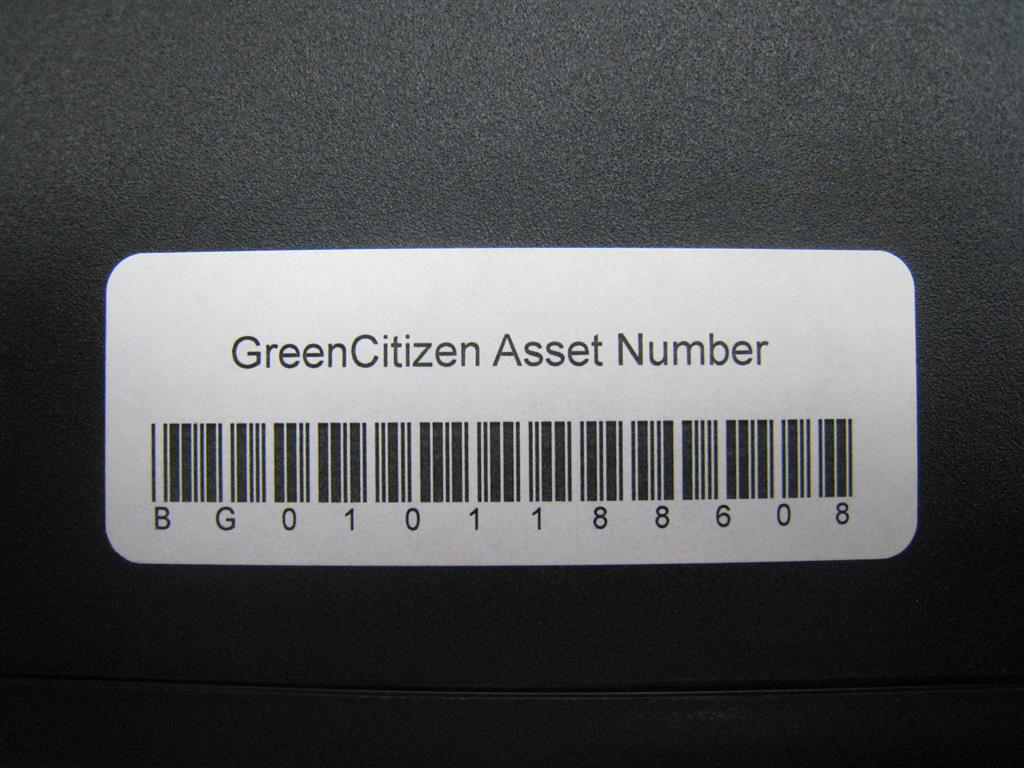 GreenCitizen Asset Number
B G 0 1 0 1 1 8 8 6 0 8